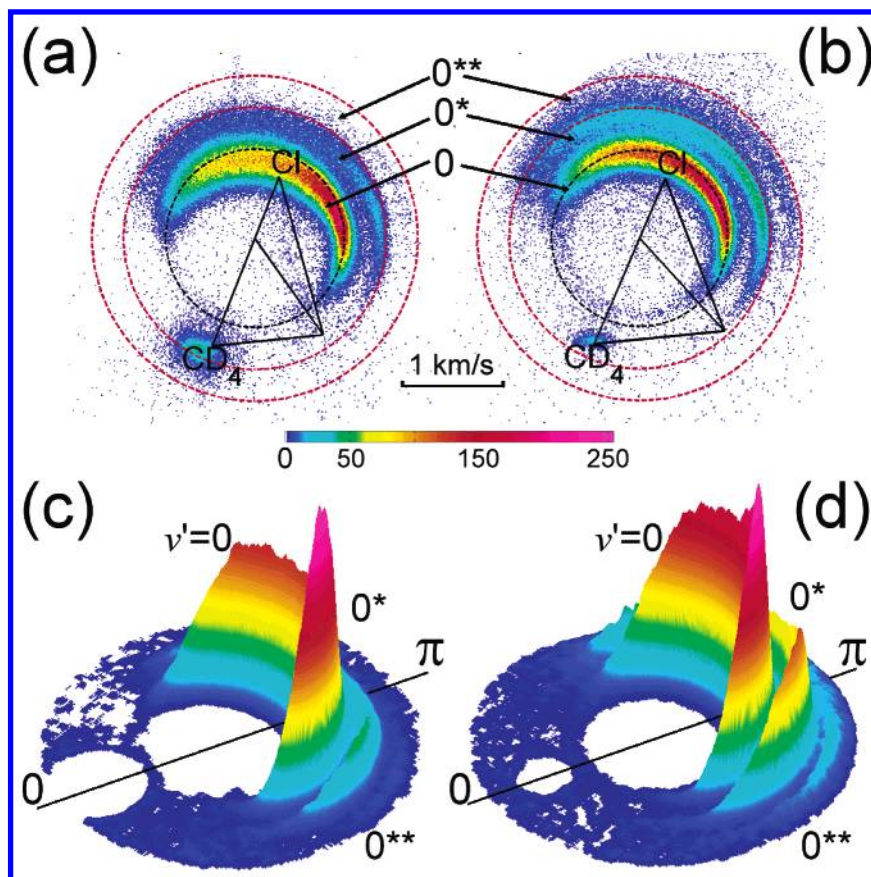 (a)
(b)
0**
0*
0
Cl
Cl
CD4
CD4
1 km/s
0 50 150 250
(c)
(d)
v'=0
v'=0
0*
0*
π
π
0
0
0**
0**